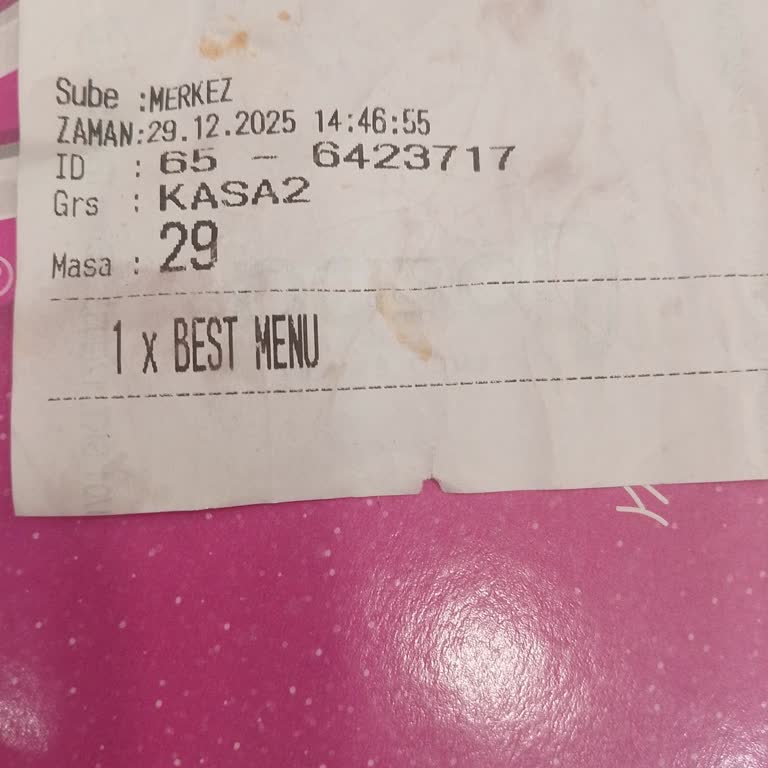 Sube :MERKEZ
ZAMAN:29.12.2025 14:46:55
ID : 65 - 6423717
Grs : KASA2
Masa : 29
1 x BEST MENU